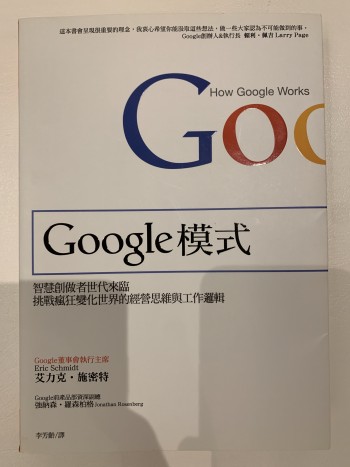 這本書會呈現很重要的理念，我衷心希望你能汲取這些想法，做一些大家認為不可能做到的事。
Google創辦人&執行長 賴利・佩吉 Larry Page
How Google Works
Goo
Google模式
智慧創做者世代來臨
挑戰瘋狂變化世界的經營思維與工作邏輯
Google董事會執行主席
Eric Schmidt
艾力克・施密特
Google前產品部資深副總
強納森・羅森柏格 Jonathan Rosenberg
李芳齡/譯